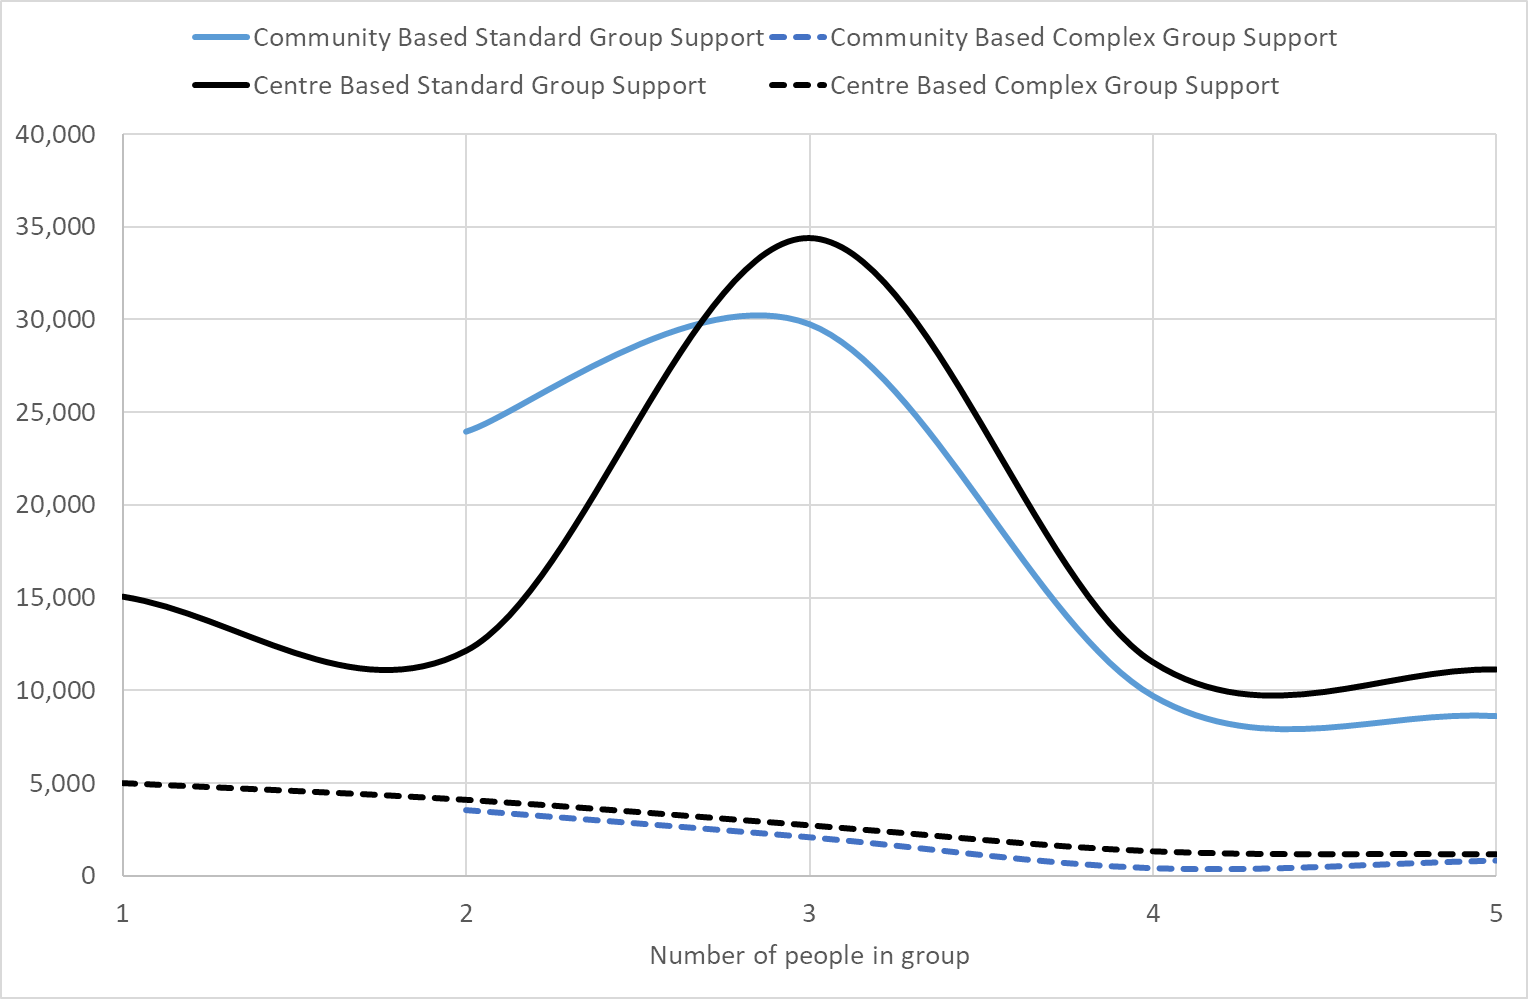 Community Based Standard Group Support Community Based Complex Group Support
Centre Based Standard Group Support Centre Based Complex Group Support
40,000
35,000
30,000
25,000
20,000
15,000
10,000
5,000
0
1 2 3 4 5
Number of people in group